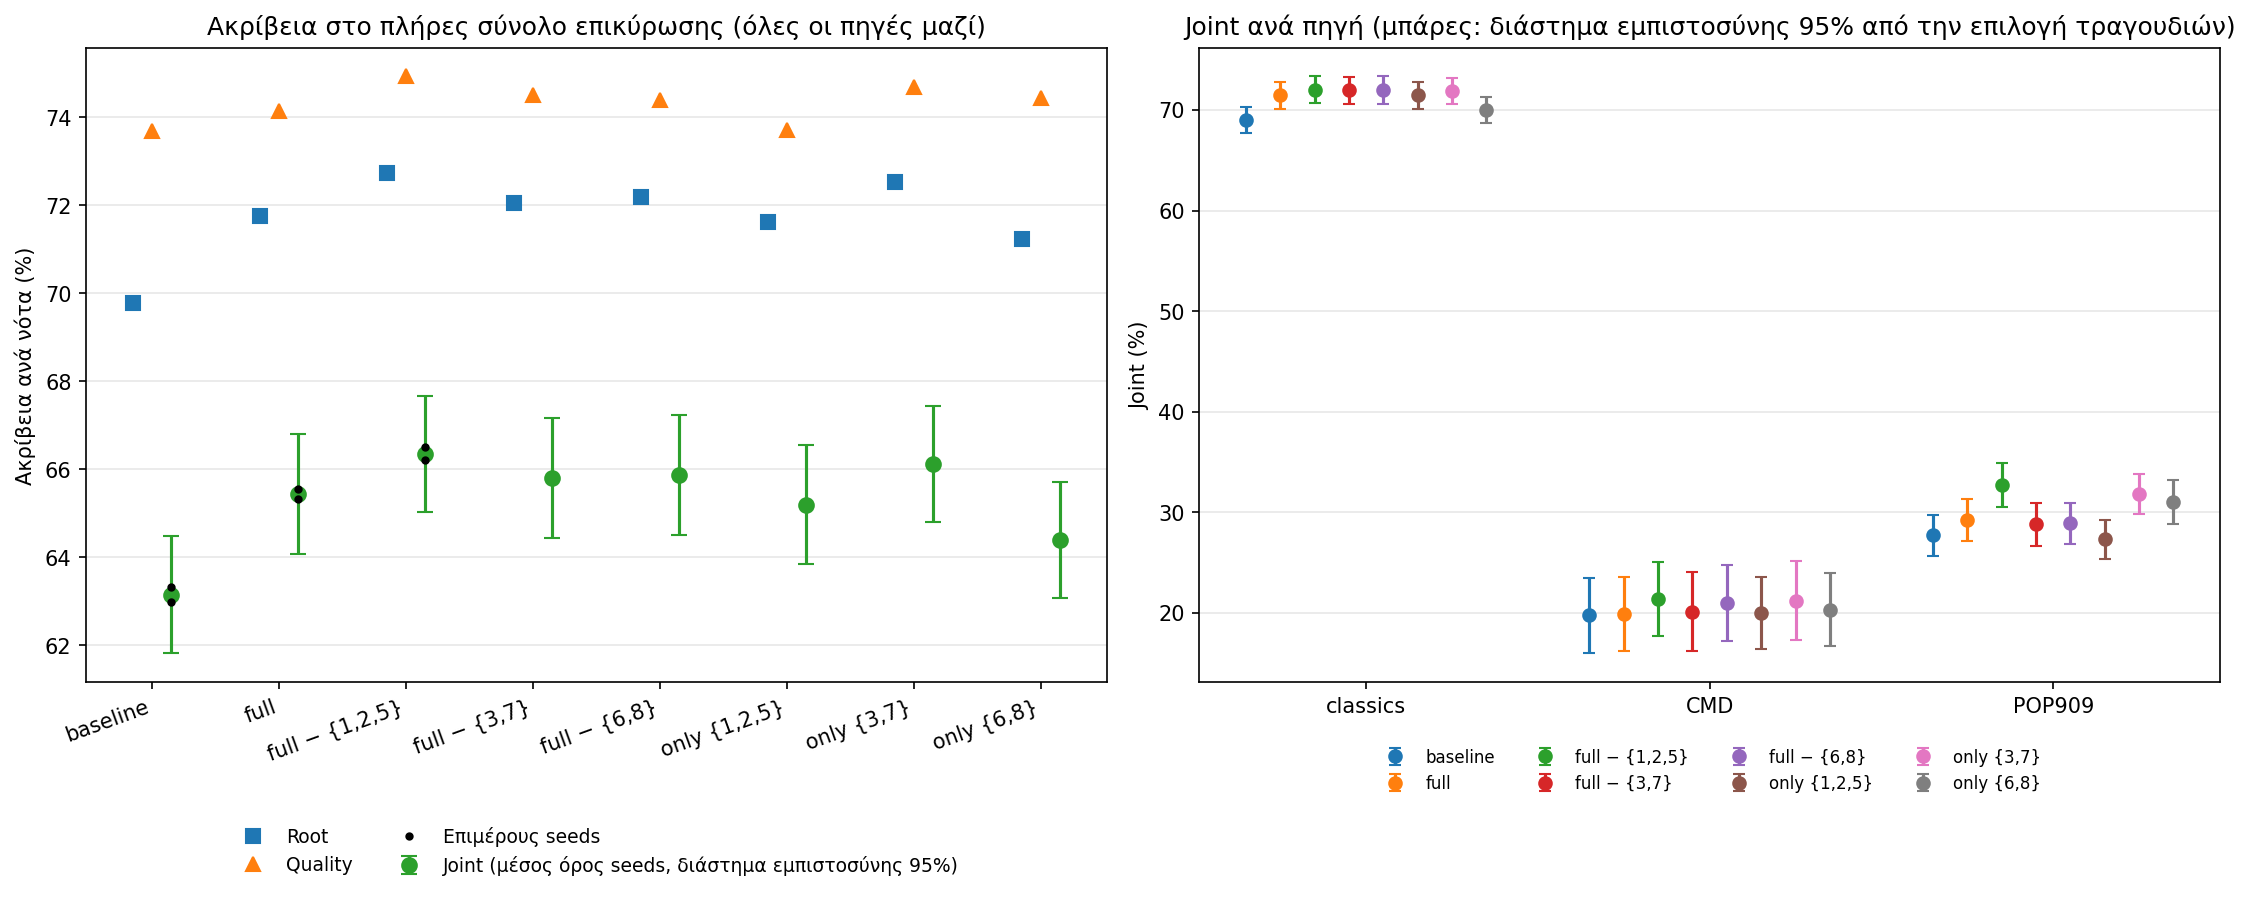 Ακρίβεια στο πλήρες σύνολο επικύρωσης (όλες οι πηγές μαζί)
Ακρίβεια ανά νότα (%)
74
72
70
68
66
64
62
baseline
full
full − {1,2,5}
full − {3,7}
full − {6,8}
only {1,2,5}
only {3,7}
only {6,8}
Root
Quality
Επιμέρους seeds
Joint (μέσος όρος seeds, διάστημα εμπιστοσύνης 95%)
Joint ανά πηγή (μπάρες: διάστημα εμπιστοσύνης 95% από την επιλογή τραγουδιών)
Joint (%)
70
60
50
40
30
20
classics
CMD
POP909
baseline
full
full − {1,2,5}
full − {3,7}
full − {6,8}
only {1,2,5}
only {3,7}
only {6,8}